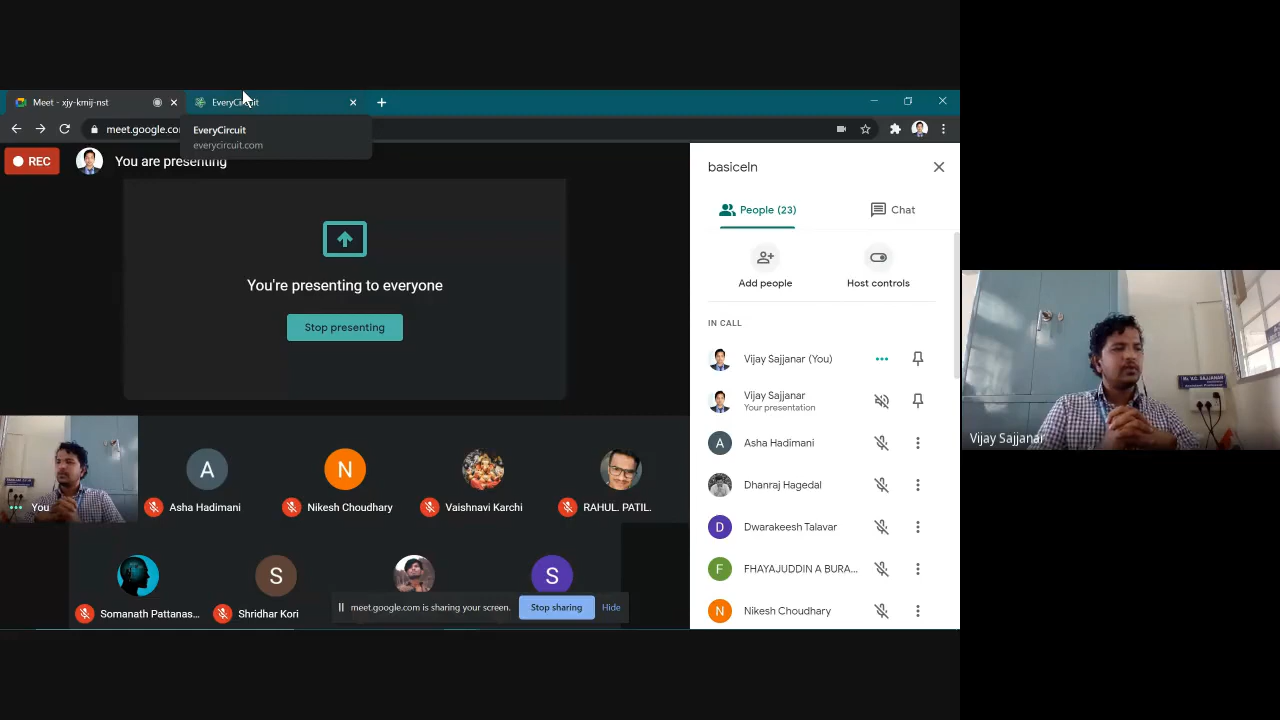 Meet - xjy-kmij-nst
EveryCircuit
meet.google.co
EveryCircuit
everycircuit.com
REC
You are presenting
You're presenting to everyone
Stop presenting
You
Asha Hadimani
Nikesh Choudhary
Vaishnavi Karchi
RAHUL. PATIL.
A
N
Somanath Pattanas...
Shridhar Kori
S
S
meet.google.com is sharing your screen.
Stop sharing
Hide
basiceln
People (23)
Chat
Add people
Host controls
IN CALL
Vijay Sajjanar (You)
Vijay Sajjanar
Your presentation
A
Asha Hadimani
Dhanraj Hagedal
D
Dwarakeesh Talavar
F
FHAYAJUDDIN A BURA...
N
Nikesh Choudhary
Vijay Sajjanar